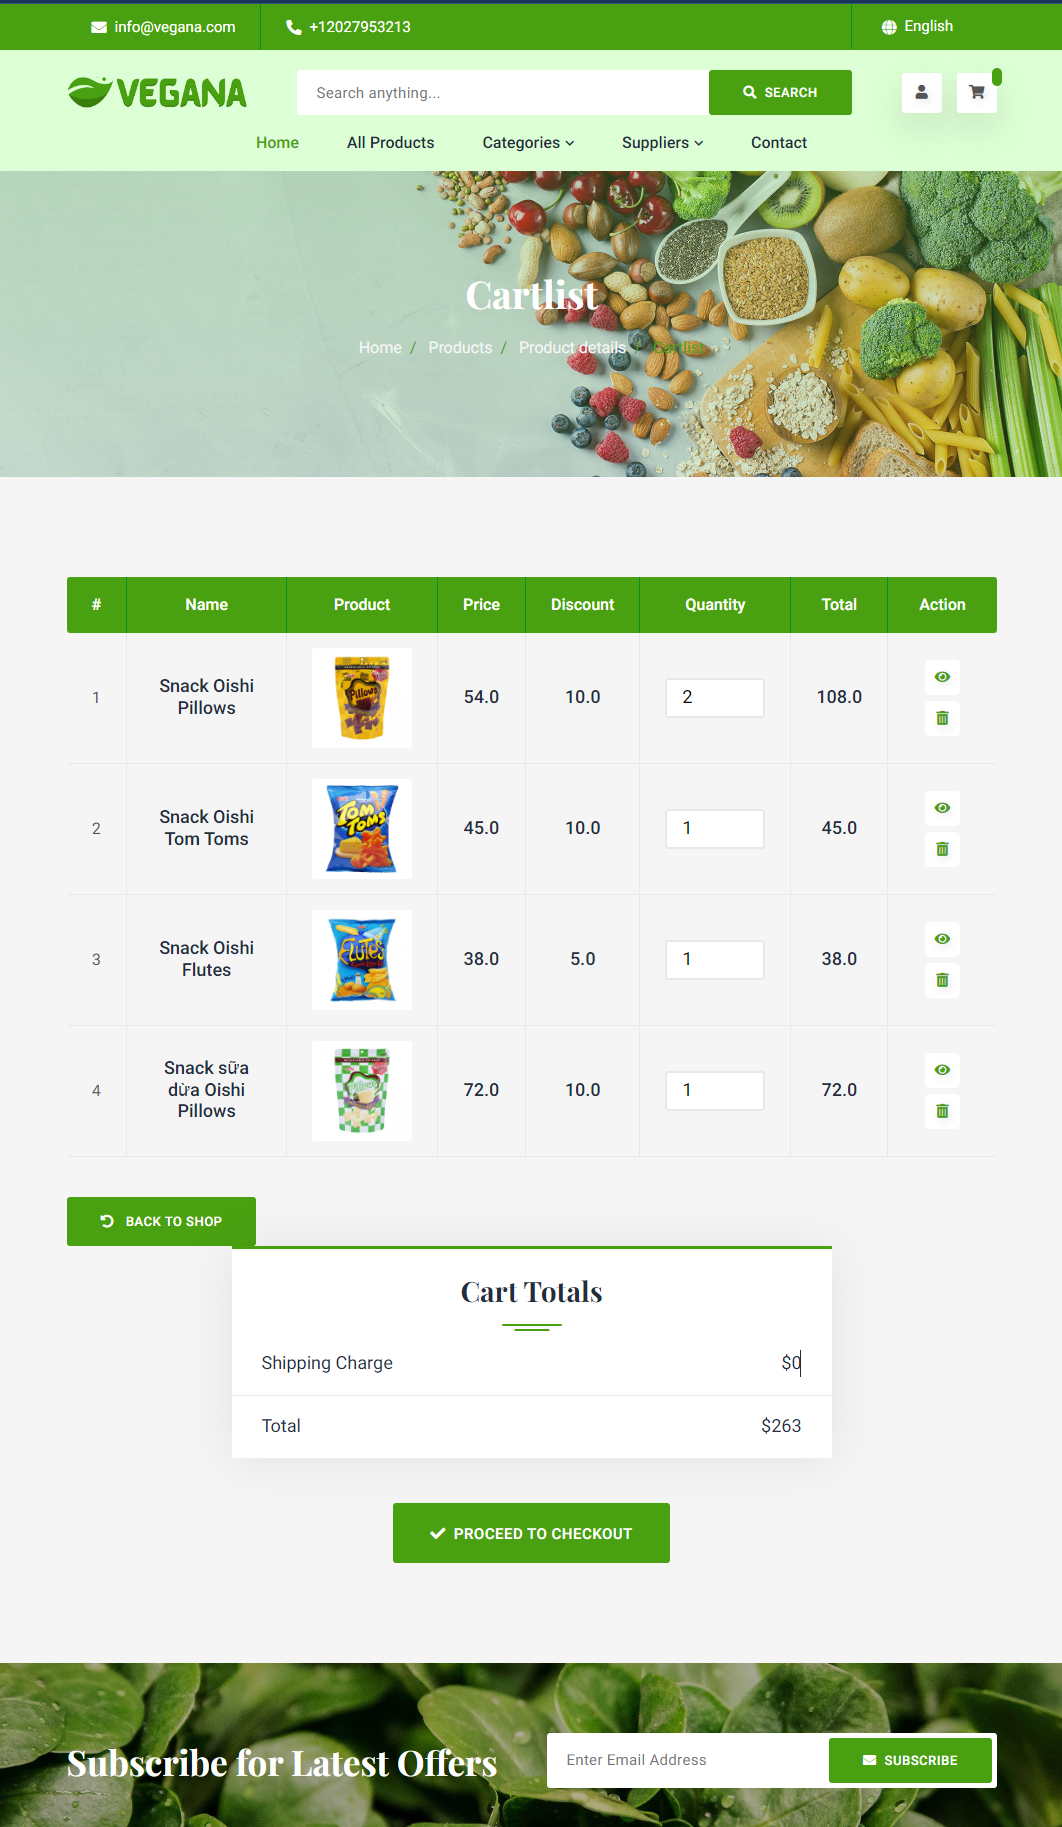 info@vegana.com
+12027953213
English
VEGANA
Search anything...
SEARCH
Home
All Products
Categories
Suppliers
Contact
Cartlist
Home / Products / Product details / Cartlist
# Name Product Price Discount Quantity Total Action
1
Snack Oishi
Pillows
Pillows
54.0
10.0
2
108.0
2
Snack Oishi
Tom Toms
TOM
TOMS
45.0
10.0
1
45.0
3
Snack Oishi
Flutes
FLUTES
38.0
5.0
1
38.0
4
Snack sữa
dừa Oishi
Pillows
Pillows
72.0
10.0
1
72.0
BACK TO SHOP
Cart Totals
Shipping Charge $0
Total $263
PROCEED TO CHECKOUT
Subscribe for Latest Offers
Enter Email Address
SUBSCRIBE